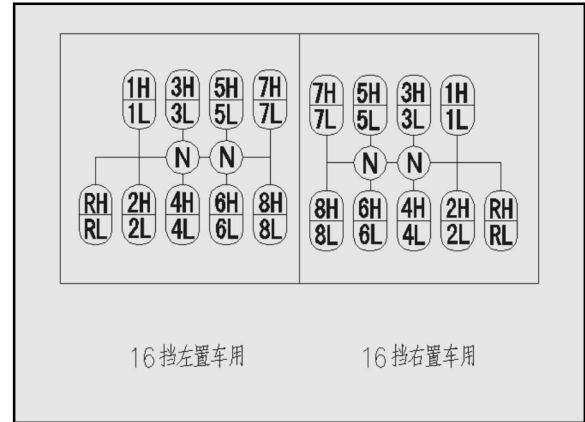 1H 3H 5H 7H
1L 3L 5L 7L
N N
RH 2H 4H 6H 8H
RL 2L 4L 6L 8L
16挡左置车用
7H 5H 3H 1H
7L 5L 3L 1L
N N
8H 6H 4H 2H RH
8L 6L 4L 2L RL
16挡右置车用